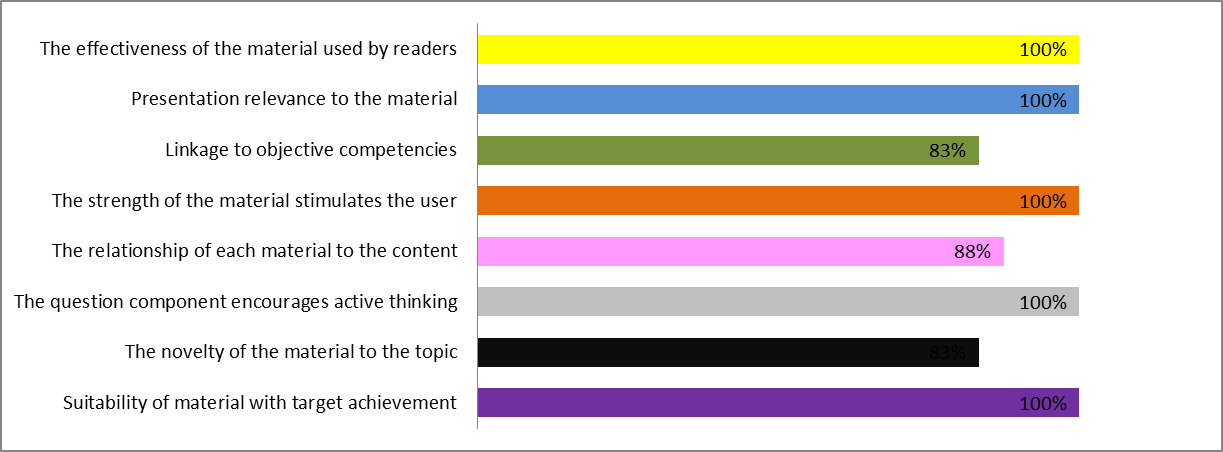 The effectiveness of the material used by readers 100%
Presentation relevance to the material 100%
Linkage to objective competencies 83%
The strength of the material stimulates the user 100%
The relationship of each material to the content 88%
The question component encourages active thinking 100%
The novelty of the material to the topic 83%
Suitability of material with target achievement 100%